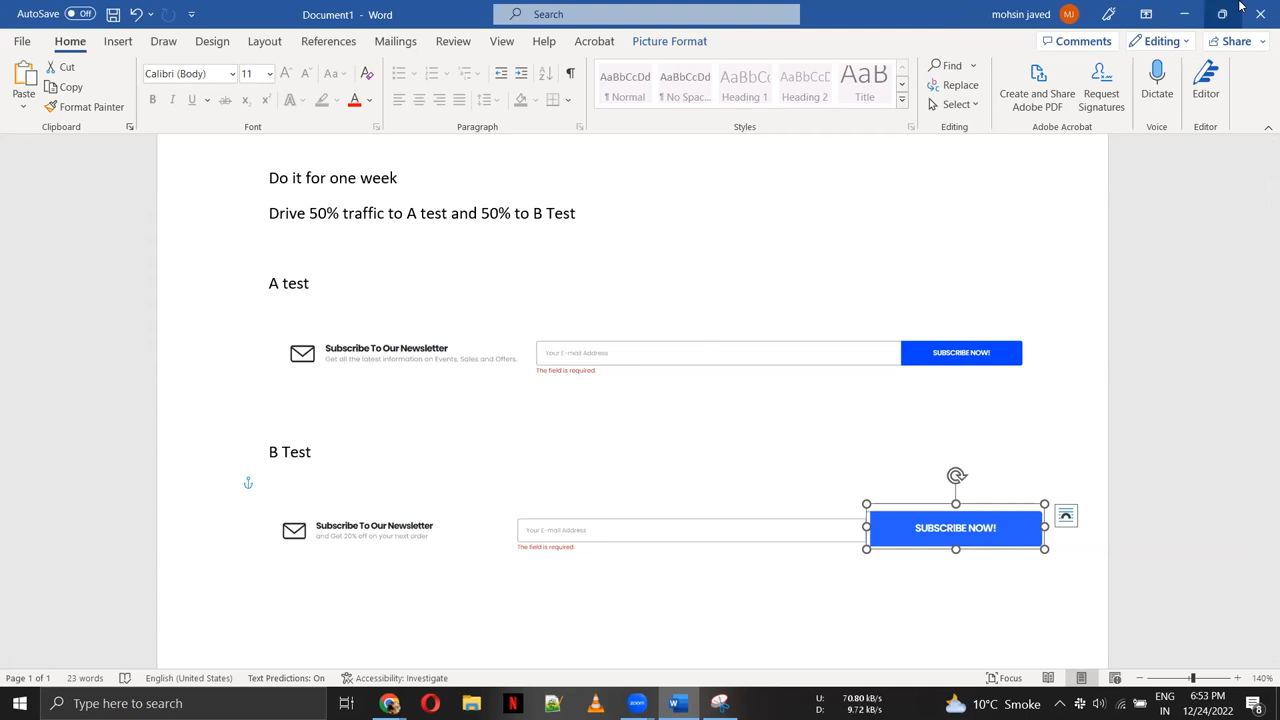 AutoSave Off
Search
mohsin javed MJ
File Home Insert Draw Design Layout References Mailings Review View Help Acrobat Picture Format Comments Editing Share
Paste
Cut
Copy
Format Painter
Clipboard
Calibri (Body) 11
Font
Paragraph
AaBbCcDd AaBbCcDd AaBbCc AaBbCcD AaB
¶ Normal ¶ No Spac... Heading 1 Heading 2 Title
Styles
Find
Replace
Select
Editing
Create and Share Adobe PDF
Request Signatures
Adobe Acrobat
Dictate
Voice
Editor
Editor
Do it for one week
Drive 50% traffic to A test and 50% to B Test
A test
Subscribe To Our Newsletter
Get all the latest information on Events, Sales and Offers.
Your E-mail Address
SUBSCRIBE NOW!
The field is required.
B Test
Subscribe To Our Newsletter
and Get 20% off on your next order
Your E-mail Address
SUBSCRIBE NOW!
The field is required.
Page 1 of 1 23 words English (United States) Text Predictions: On Accessibility: Investigate Focus 140%
Type here to search
zoom
U: 70.80 kB/s
D: 9.72 kB/s
10°C Smoke
ENG
IN
6:53 PM
12/24/2022